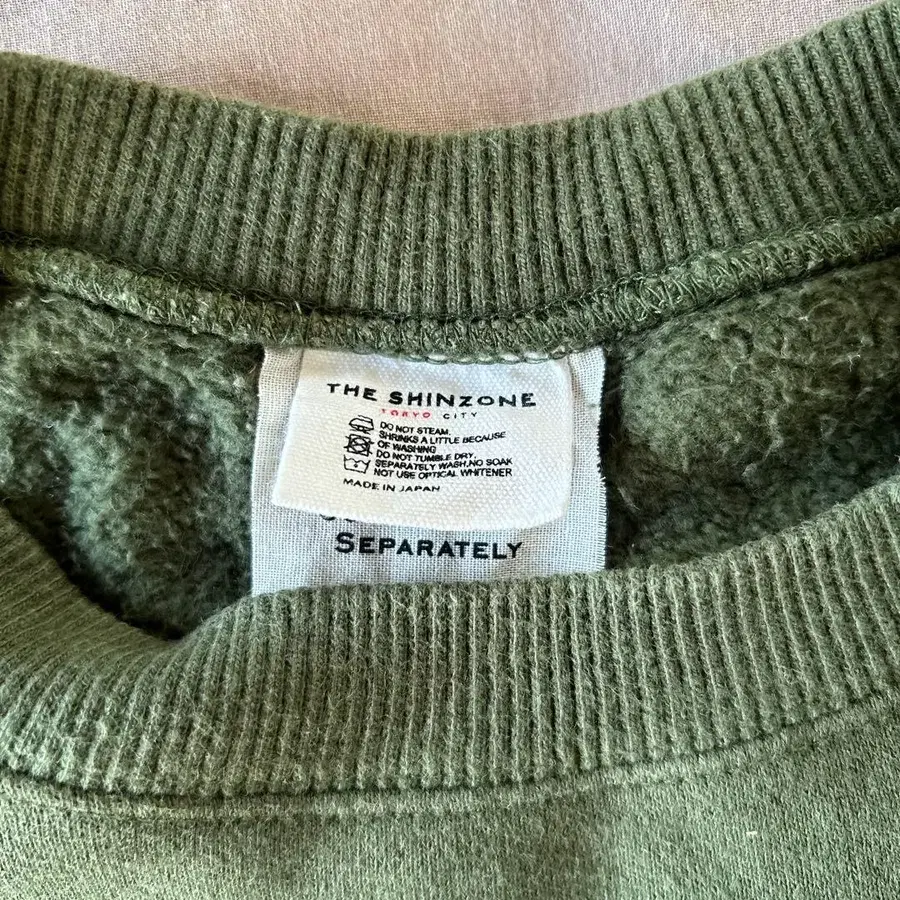 THE SHINZONE
TOKYO CITY
DO NOT STEAM.
SHRINKS A LITTLE BECAUSE
OF WASHING
DO NOT TUMBLE DRY.
SEPARATELY WASH.NO SOAK
NOT USE OPTICAL WHITENER
MADE IN JAPAN
SEPARATELY